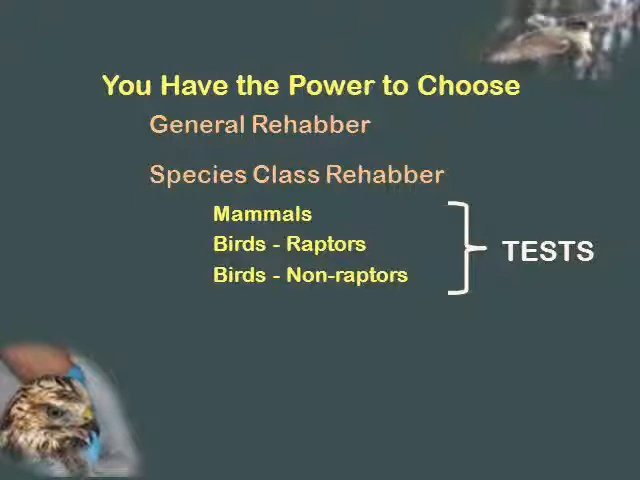 You Have the Power to Choose
General Rehabber
Species Class Rehabber
Mammals
Birds - Raptors
Birds - Non-raptors
TESTS